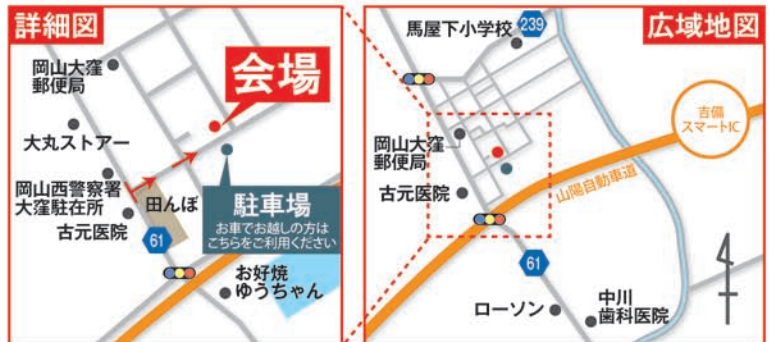 詳細図
岡山大窪
郵便局
会場
大丸ストアー
岡山西警察署
大窪駐在所
古元医院
田んぼ
駐車場
お車でお越しの方は
こちらをご利用ください
61
お好焼
ゆうちゃん
広域地図
馬屋下小学校
239
岡山大窪
郵便局
古元医院
吉備
スマートIC
山陽自動車道
61
ローソン
中川
歯科医院